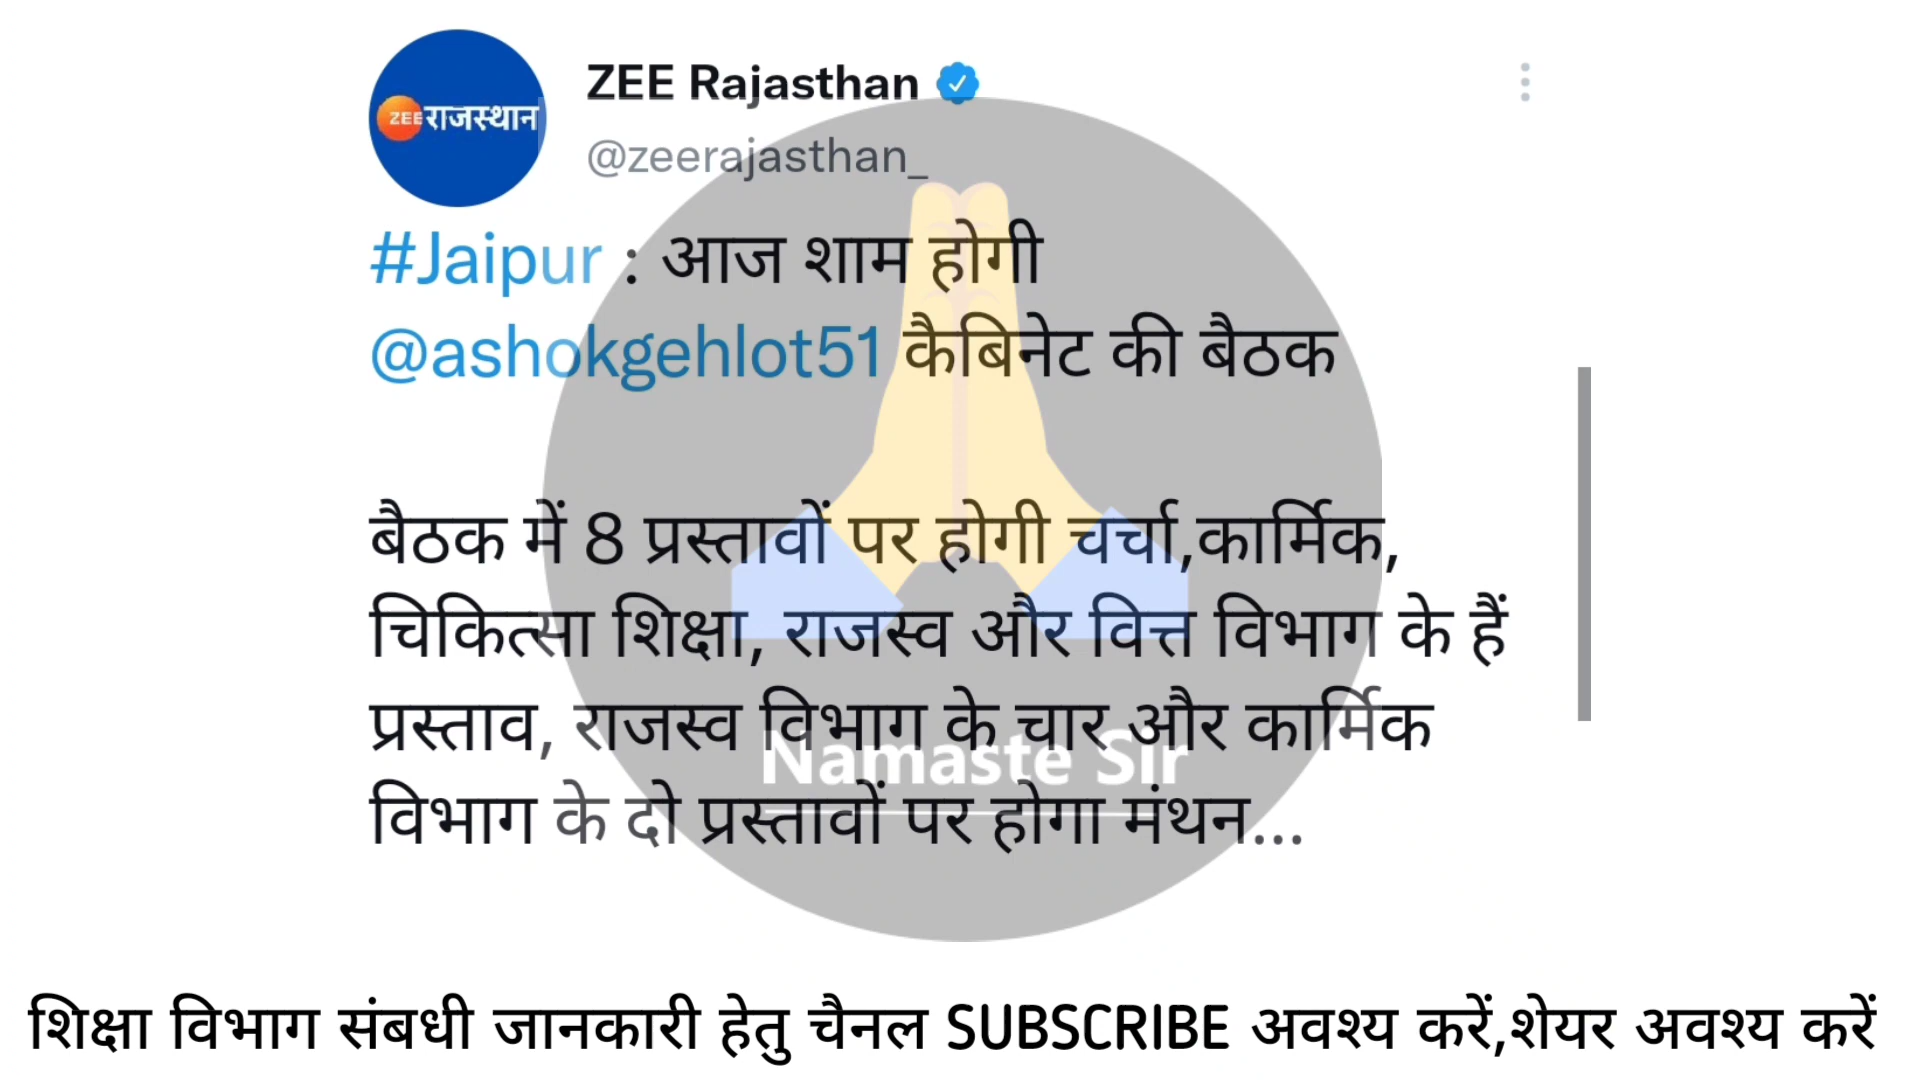 ZEE राजस्थान
ZEE Rajasthan
@zeerajasthan_
#Jaipur : आज शाम होगी
@ashokgehlot51 कैबिनेट की बैठक
बैठक में 8 प्रस्तावों पर होगी चर्चा,कार्मिक,
चिकित्सा शिक्षा, राजस्व और वित्त विभाग के हैं
प्रस्ताव, राजस्व विभाग के चार और कार्मिक
Namaste Sir
विभाग के दो प्रस्तावों पर होगा मंथन...
शिक्षा विभाग संबधी जानकारी हेतु चैनल SUBSCRIBE अवश्य करें,शेयर अवश्य करें